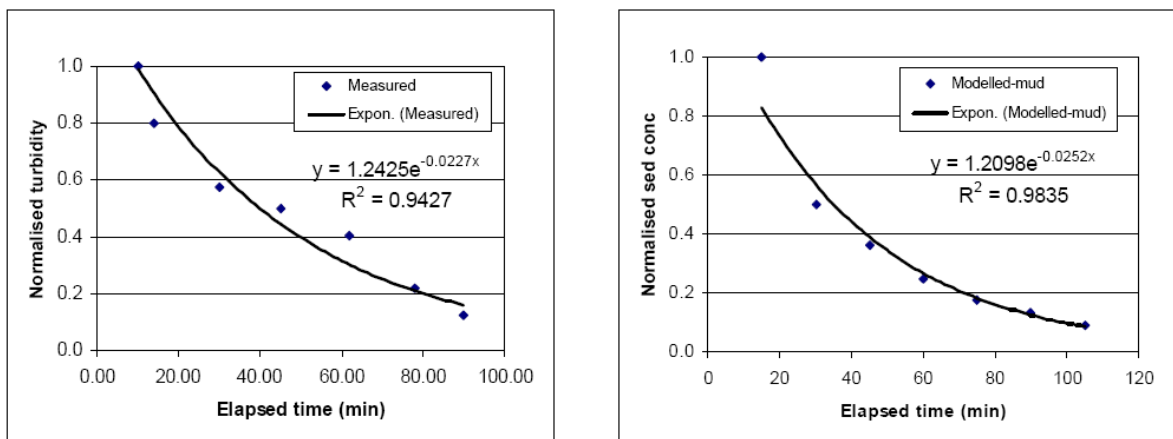 1.0
0.8
0.6
0.4
0.2
0.0
Normalised turbidity
Measured
Expon. (Measured)
y = 1.2425e^-0.0227x
R² = 0.9427
0.00 20.00 40.00 60.00 80.00 100.00
Elapsed time (min)
1.0
0.8
0.6
0.4
0.2
0.0
Normalised sed conc
Modelled-mud
Expon. (Modelled-mud)
y = 1.2098e^-0.0252x
R² = 0.9835
0 20 40 60 80 100 120
Elapsed time (min)